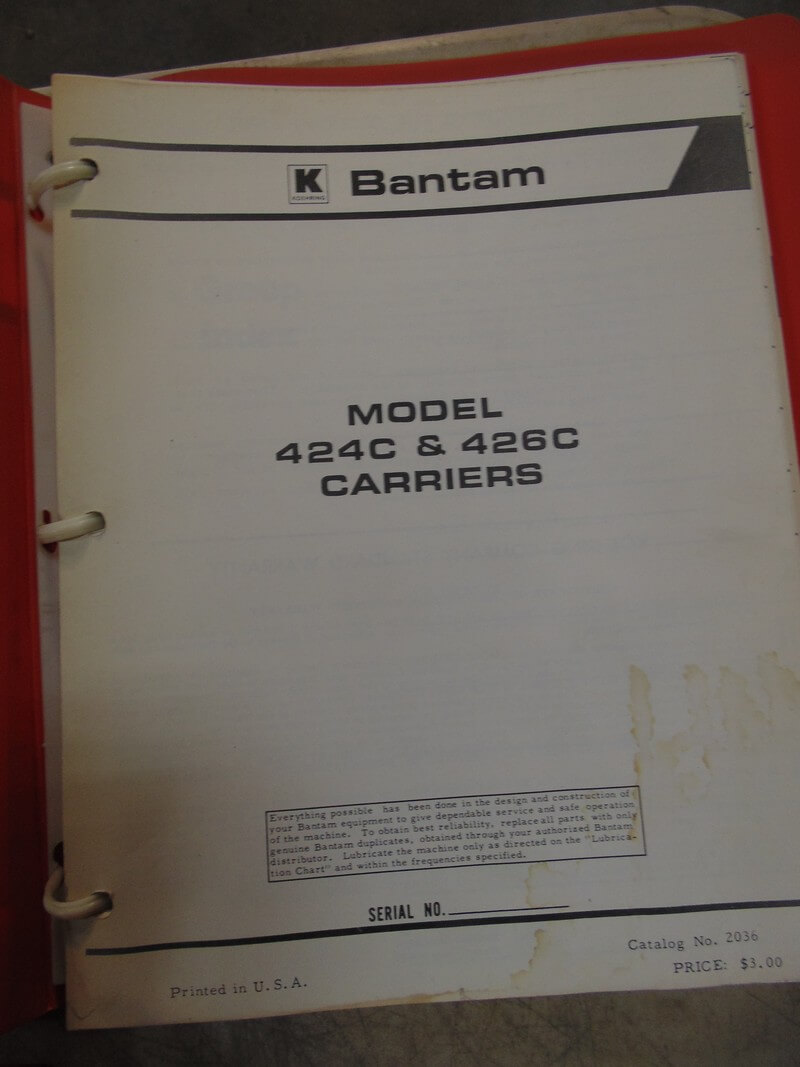 K Bantam
KOEHRING
MODEL
424C & 426C
CARRIERS
Everything possible has been done in the design and construction of
your Bantam equipment to give dependable service and safe operation
of the machine. To obtain best reliability, replace all parts with only
genuine Bantam duplicates, obtained through your authorized Bantam
distributor. Lubricate the machine only as directed on the "Lubrica-
tion Chart" and within the frequencies specified.
SERIAL NO.
Catalog No. 2036
Printed in U.S.A.
PRICE: $3.00